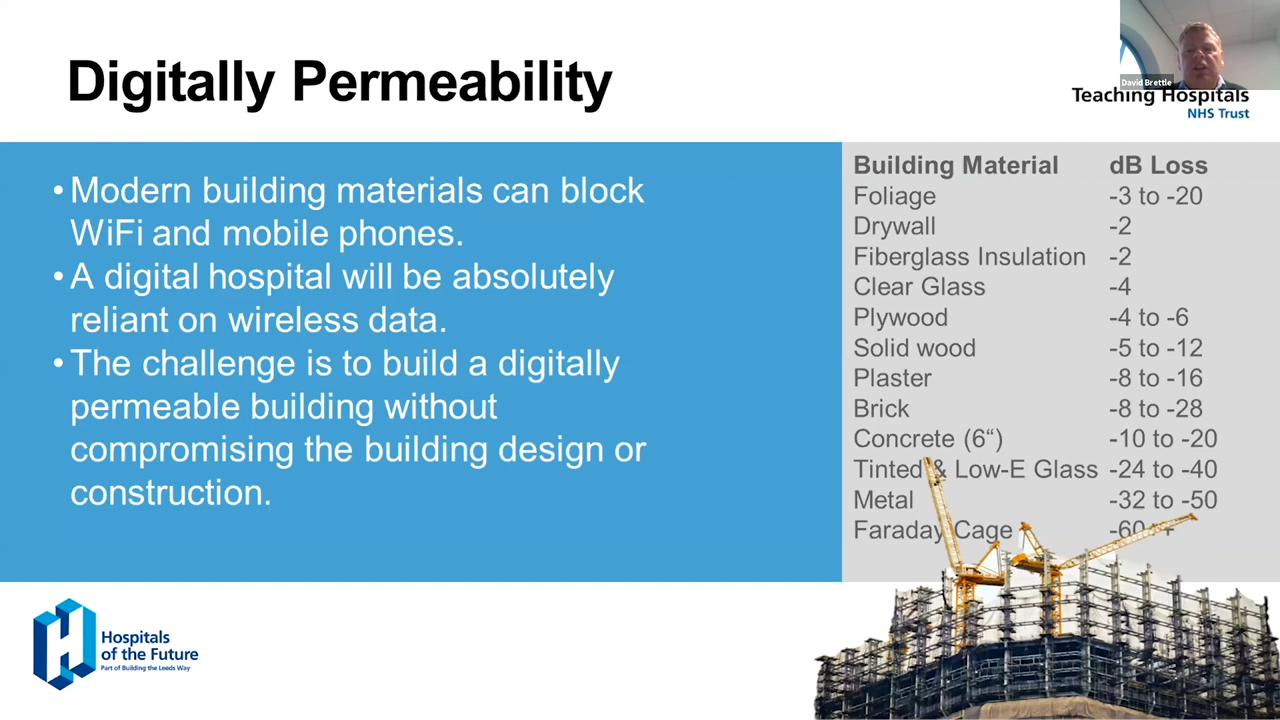 Digitally Permeability
David Brettle
Teaching Hospitals
NHS Trust
•Modern building materials can block
WiFi and mobile phones.
•A digital hospital will be absolutely
reliant on wireless data.
•The challenge is to build a digitally
permeable building without
compromising the building design or
construction.
Building Material dB Loss
Foliage -3 to -20
Drywall -2
Fiberglass Insulation -2
Clear Glass -4
Plywood -4 to -6
Solid wood -5 to -12
Plaster -8 to -16
Brick -8 to -28
Concrete (6“) -10 to -20
Tinted & Low-E Glass -24 to -40
Metal -32 to -50
Faraday Cage -60
Hospitals
of the Future
Part of Building the Leeds Way